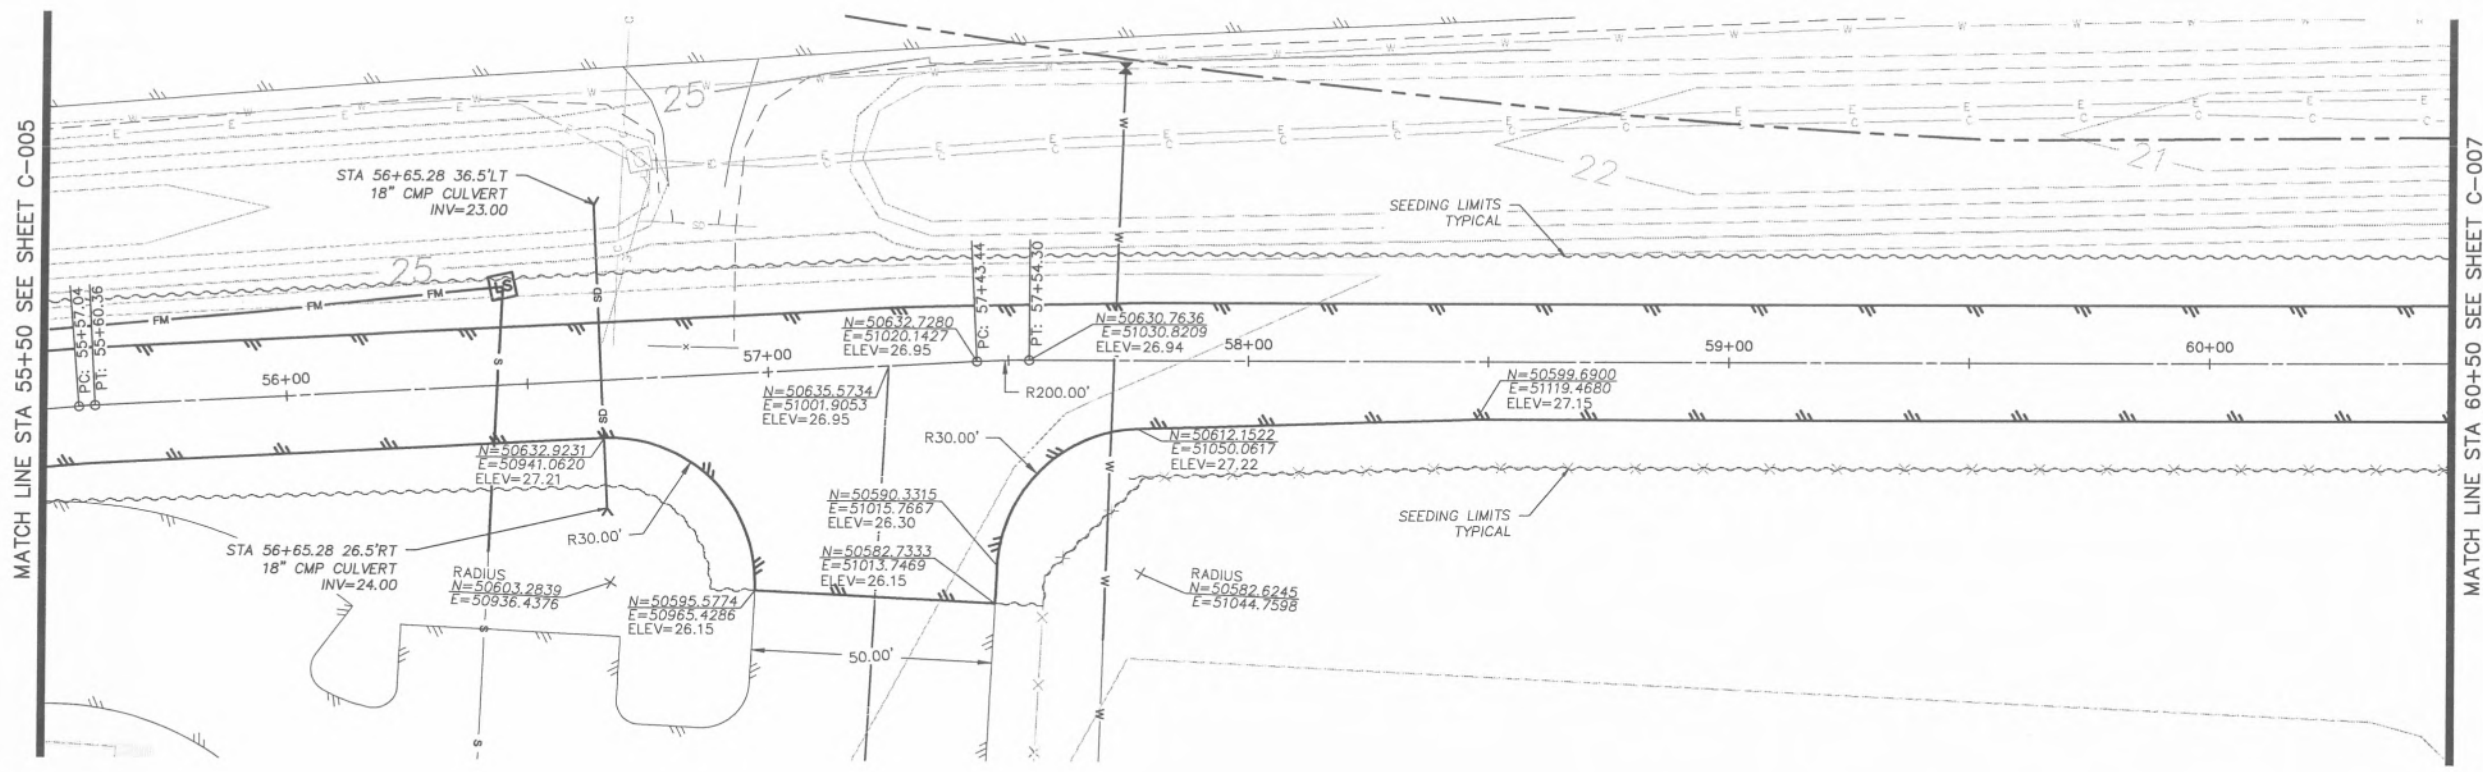 MATCH LINE STA 55+50 SEE SHEET C-005
25
STA 56+65.28 36.5'LT
18" CMP CULVERT
INV=23.00
25
LS
FM
FM
SD
S
PC: 55+57.04
PT: 55+60.36
56+00
57+00
58+00
59+00
60+00
N=50632.7280
E=51020.1427
ELEV=26.95
PC: 57+43.44
PT: 57+54.30
N=50630.7636
E=51030.8209
ELEV=26.94
R200.00'
N=50635.5734
E=51001.9053
ELEV=26.95
22
21
SEEDING LIMITS
TYPICAL
N=50599.6900
E=51119.4680
ELEV=27.15
R30.00'
N=50612.1522
E=51050.0617
ELEV=27.22
N=50632.9231
E=50941.0620
ELEV=27.21
SD
N=50590.3315
E=51015.7667
ELEV=26.30
R30.00'
STA 56+65.28 26.5'RT
18" CMP CULVERT
INV=24.00
N=50582.7333
E=51013.7469
ELEV=26.15
RADIUS
N=50603.2839
E=50936.4376
N=50595.5774
E=50965.4286
ELEV=26.15
RADIUS
N=50582.6245
E=51044.7598
SEEDING LIMITS
TYPICAL
50.00'
S
S
W
W
W
W
W
MATCH LINE STA 60+50 SEE SHEET C-007